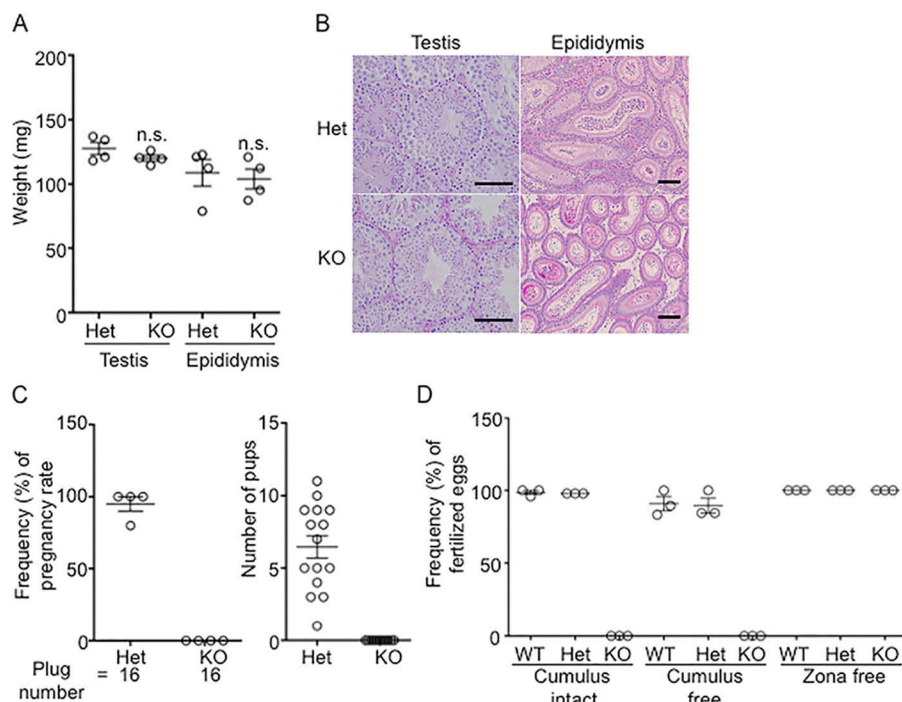 A
Weight (mg)
200
150
100
50
0
n.s.
n.s.
Het KO Het KO
Testis Epididymis
B
Testis Epididymis
Het
KO
C
Frequency (%) of
pregnancy rate
150
100
50
0
Het KO
Plug number = 16 16
Number of pups
15
10
5
0
Het KO
D
Frequency (%) of
fertilized eggs
150
100
50
0
WT Het KO WT Het KO WT Het KO
Cumulus intact
Cumulus free
Zona free